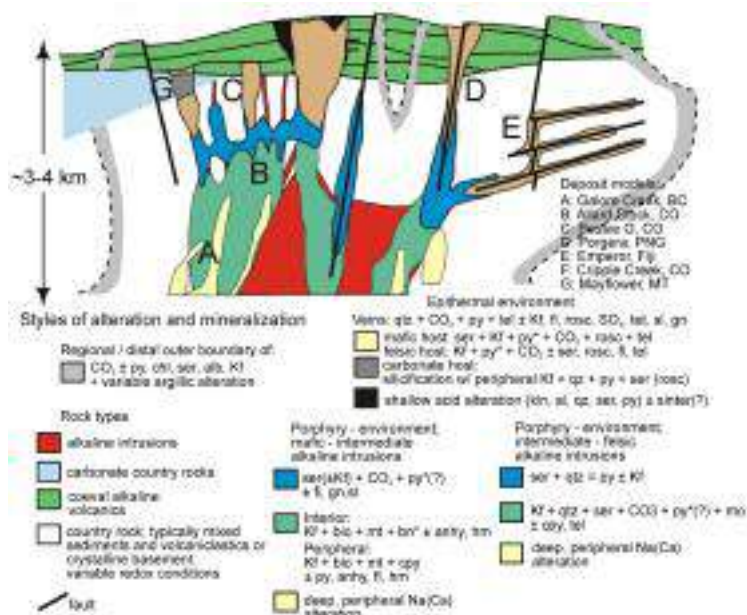 G
C
F
D
E
B
A
~3-4 km
Deposit models
A: Galore Creek, BC
B: Allard Stock, CO
D: Porgera, PNG
E: Emperor, Fiji
F: Cripple Creek, CO
G: Mayflower, MT
Styles of alteration and mineralization
Regional / distal outer boundary of:
CO₃ ± py, chl, ser, alb, Kf
+ variable argillic alteration
Epithermal environment
Veins: qtz + CO₃ + py + tel ± Kf, fl, rosc, SO₄, tel, sl, gn
mafic host: ser + Kf + py* + CO₃ + rosc + tel
felsic host: Kf + py* + CO₃ ± ser, rosc, fl, tel
carbonate host:
silicification w/ peripheral Kf + qz + py + ser (rosc)
shallow acid alteration (kln, al, qz, ser, py) ± sinter(?)
Rock types
alkaline intrusions
carbonate country rocks
coeval alkaline
volcanics
country rock, typically mixed
sediments and volcaniclastics or
crystalline basement,
variable redox conditions
fault
Porphyry - environment,
mafic - intermediate
alkaline intrusions
ser(±Kf) + CO₃ + py*(?)
± fl, gn, sl
Interior:
Kf + bio + mt + bn* ± anhy, hm
Peripheral:
Kf + bio + mt + cpy
± py, anhy, fl, hm
deep, peripheral Na(Ca)
alteration
Porphyry - environment,
intermediate - felsic
alkaline intrusions
ser + qtz = py ± Kf
Kf + qtz + ser + CO3 + py*(?) + mo
± cpy, tel
deep, peripheral Na(Ca)
alteration